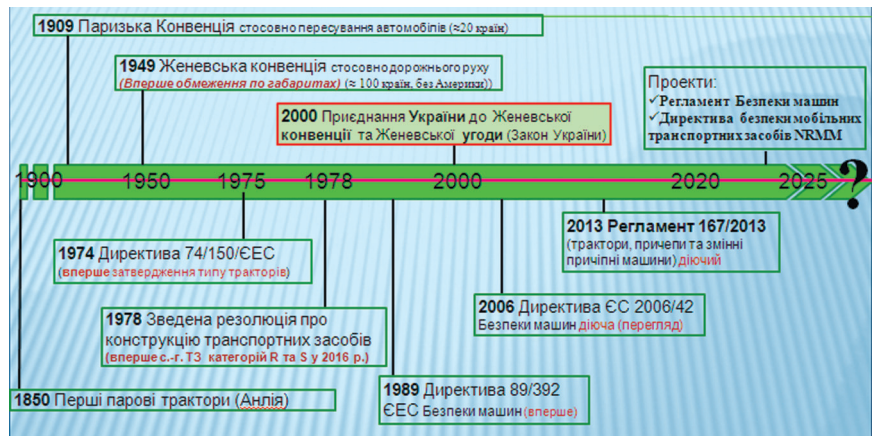 1909 Паризька Конвенція стосовно пересування автомобілів (≈20 країн)
1949 Женевська конвенція стосовно дорожнього руху
(Вперше обмеження по габаритах) (≈ 100 країн, без Америки))
2000 Приєднання України до Женевської
конвенції та Женевської угоди (Закон України)
Проекти:
✓Регламент Безпеки машин
✓Директива безпеки мобільних
транспортних засобів NRMM
1900 1950 1975 1978 2000 2020 2025 ?
1974 Директива 74/150/ЄЕС
(вперше затвердження типу тракторів)
1978 Зведена резолюція про
конструкцію транспортних засобів
(вперше с.-г. ТЗ категорій R та S у 2016 р.)
1850 Перші парові трактори (Анлія)
1989 Директива 89/392
ЄЕС Безпеки машин (вперше)
2006 Директива ЄС 2006/42
Безпеки машин діюча (перегляд)
2013 Регламент 167/2013
(трактори, причепи та змінні
причіпні машини) діючий